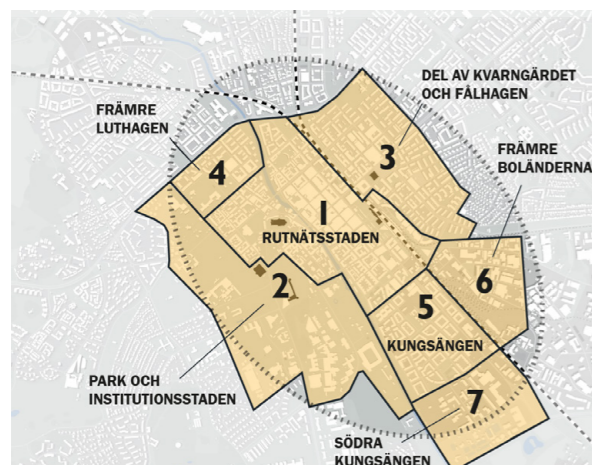 DEL AV KVARNGÄRDET
OCH FÅLHAGEN
FRÄMRE
LUTHAGEN
FRÄMRE
BOLÄNDERNA
3
4
1
RUTNÄTSSTADEN
2
6
5
KUNGSÄNGEN
PARK OCH
INSTITUTIONSSTADEN
7
SÖDRA
KUNGSÄNGEN